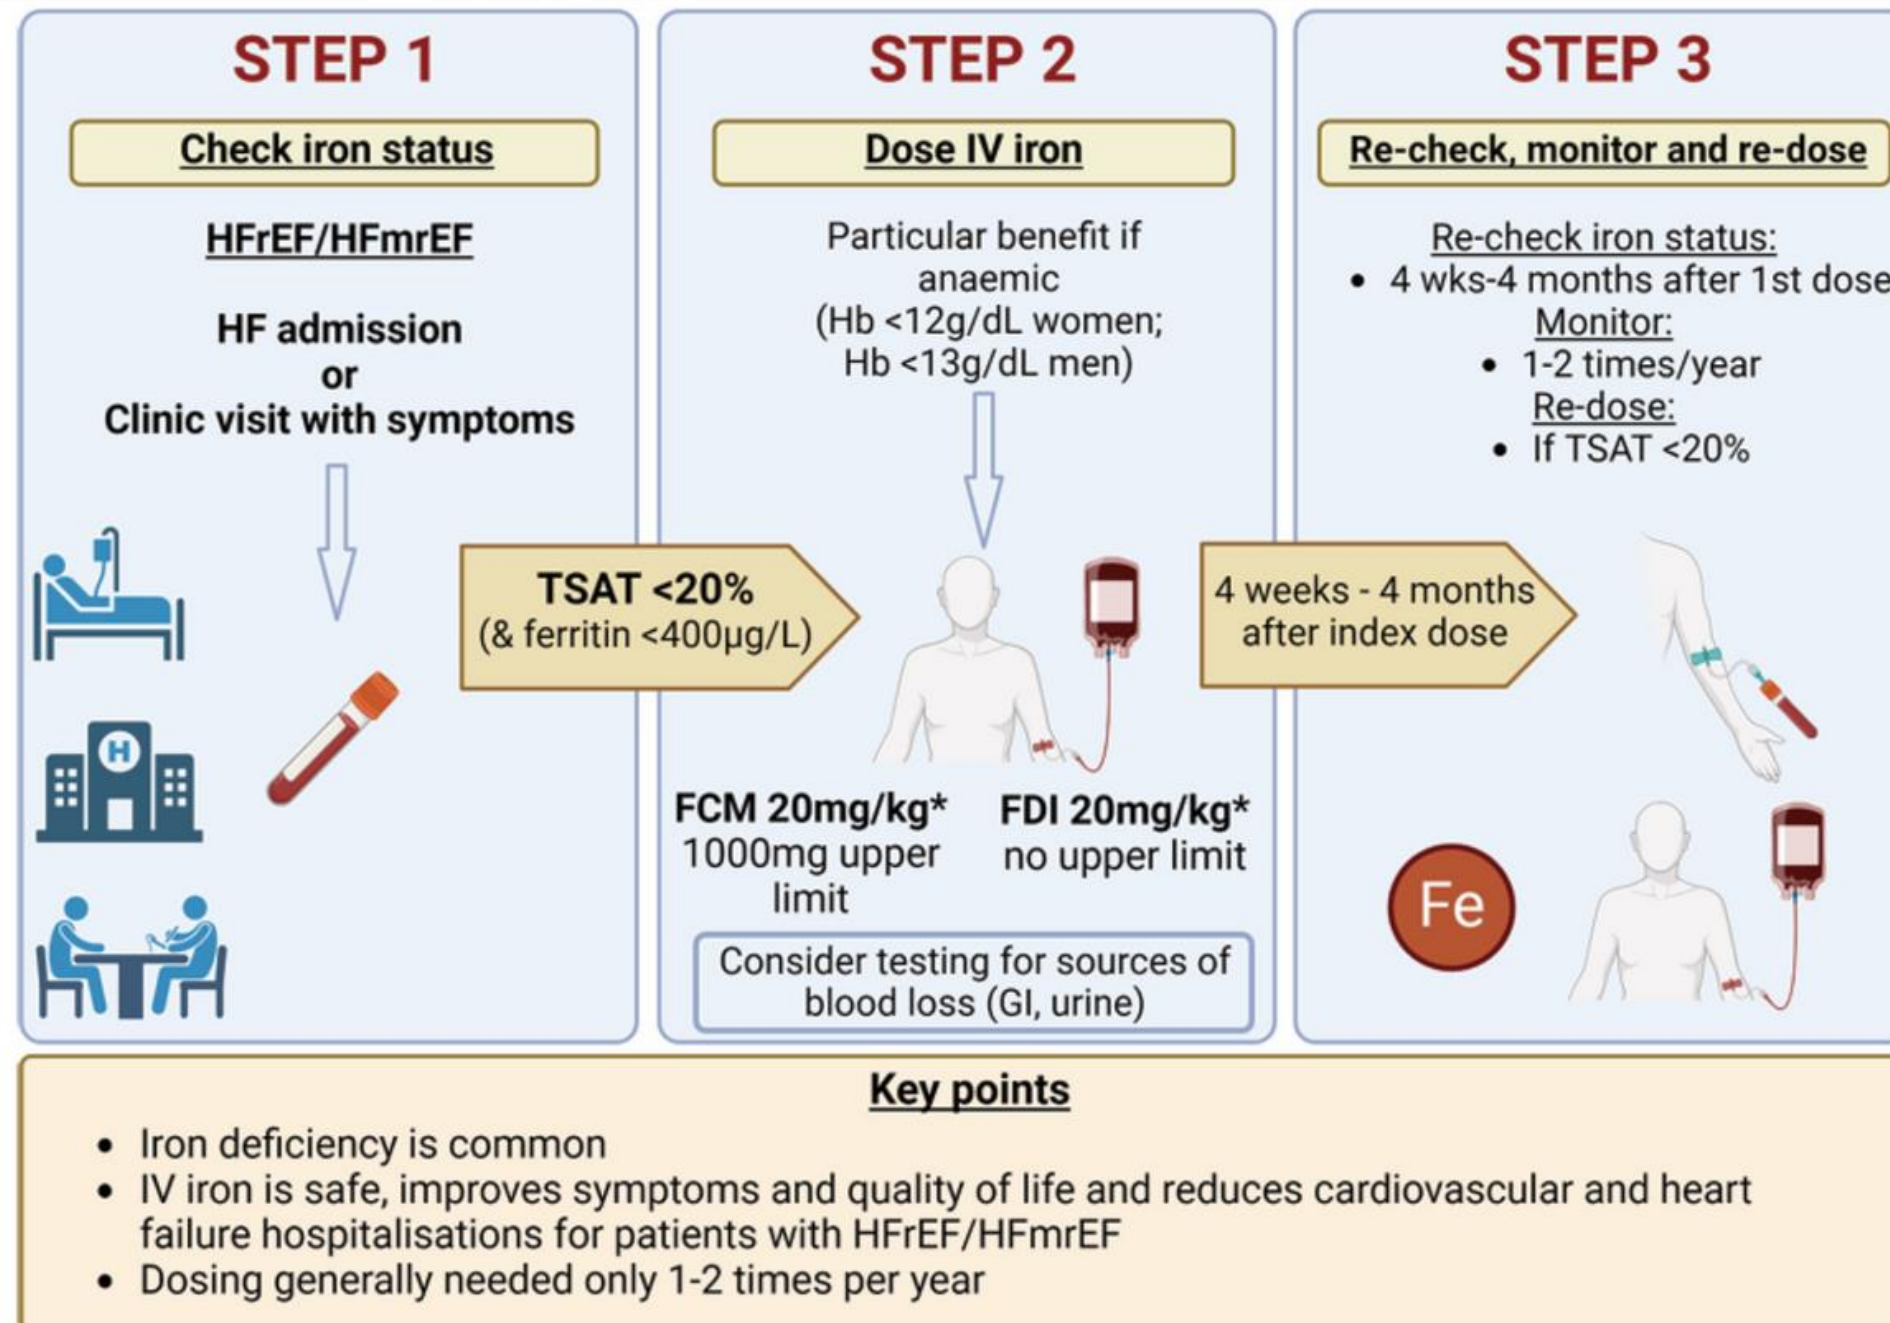 STEP 1
Check iron status
HFrEF/HFmrEF
HF admission
or
Clinic visit with symptoms
TSAT <20%
(& ferritin <400µg/L)
STEP 2
Dose IV iron
Particular benefit if
anaemic
(Hb <12g/dL women;
Hb <13g/dL men)
FCM 20mg/kg*
1000mg upper
limit
FDI 20mg/kg*
no upper limit
Consider testing for sources of
blood loss (GI, urine)
4 weeks - 4 months
after index dose
STEP 3
Re-check, monitor and re-dose
Re-check iron status:
• 4 wks-4 months after 1st dose
Monitor:
• 1-2 times/year
Re-dose:
• If TSAT <20%
H
Fe
Key points
• Iron deficiency is common
• IV iron is safe, improves symptoms and quality of life and reduces cardiovascular and heart
failure hospitalisations for patients with HFrEF/HFmrEF
• Dosing generally needed only 1-2 times per year